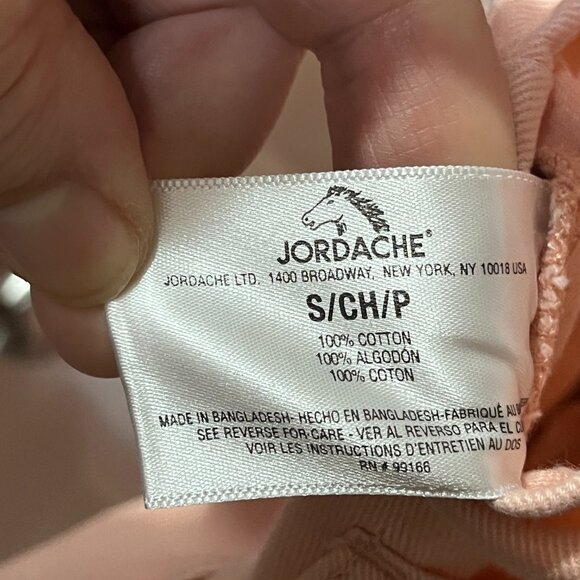 JORDACHE®
JORDACHE LTD. 1400 BROADWAY, NEW YORK, NY 10018 USA
S/CH/P
100% COTTON
100% ALGODÓN
100% COTON
MADE IN BANGLADESH- HECHO EN BANGLADESH-FABRIQUÉ AU
SEE REVERSE FOR CARE - VER AL REVERSO PARA EL
VOIR LES INSTRUCTIONS D'ENTRETIEN AU DOS
RN # 99166